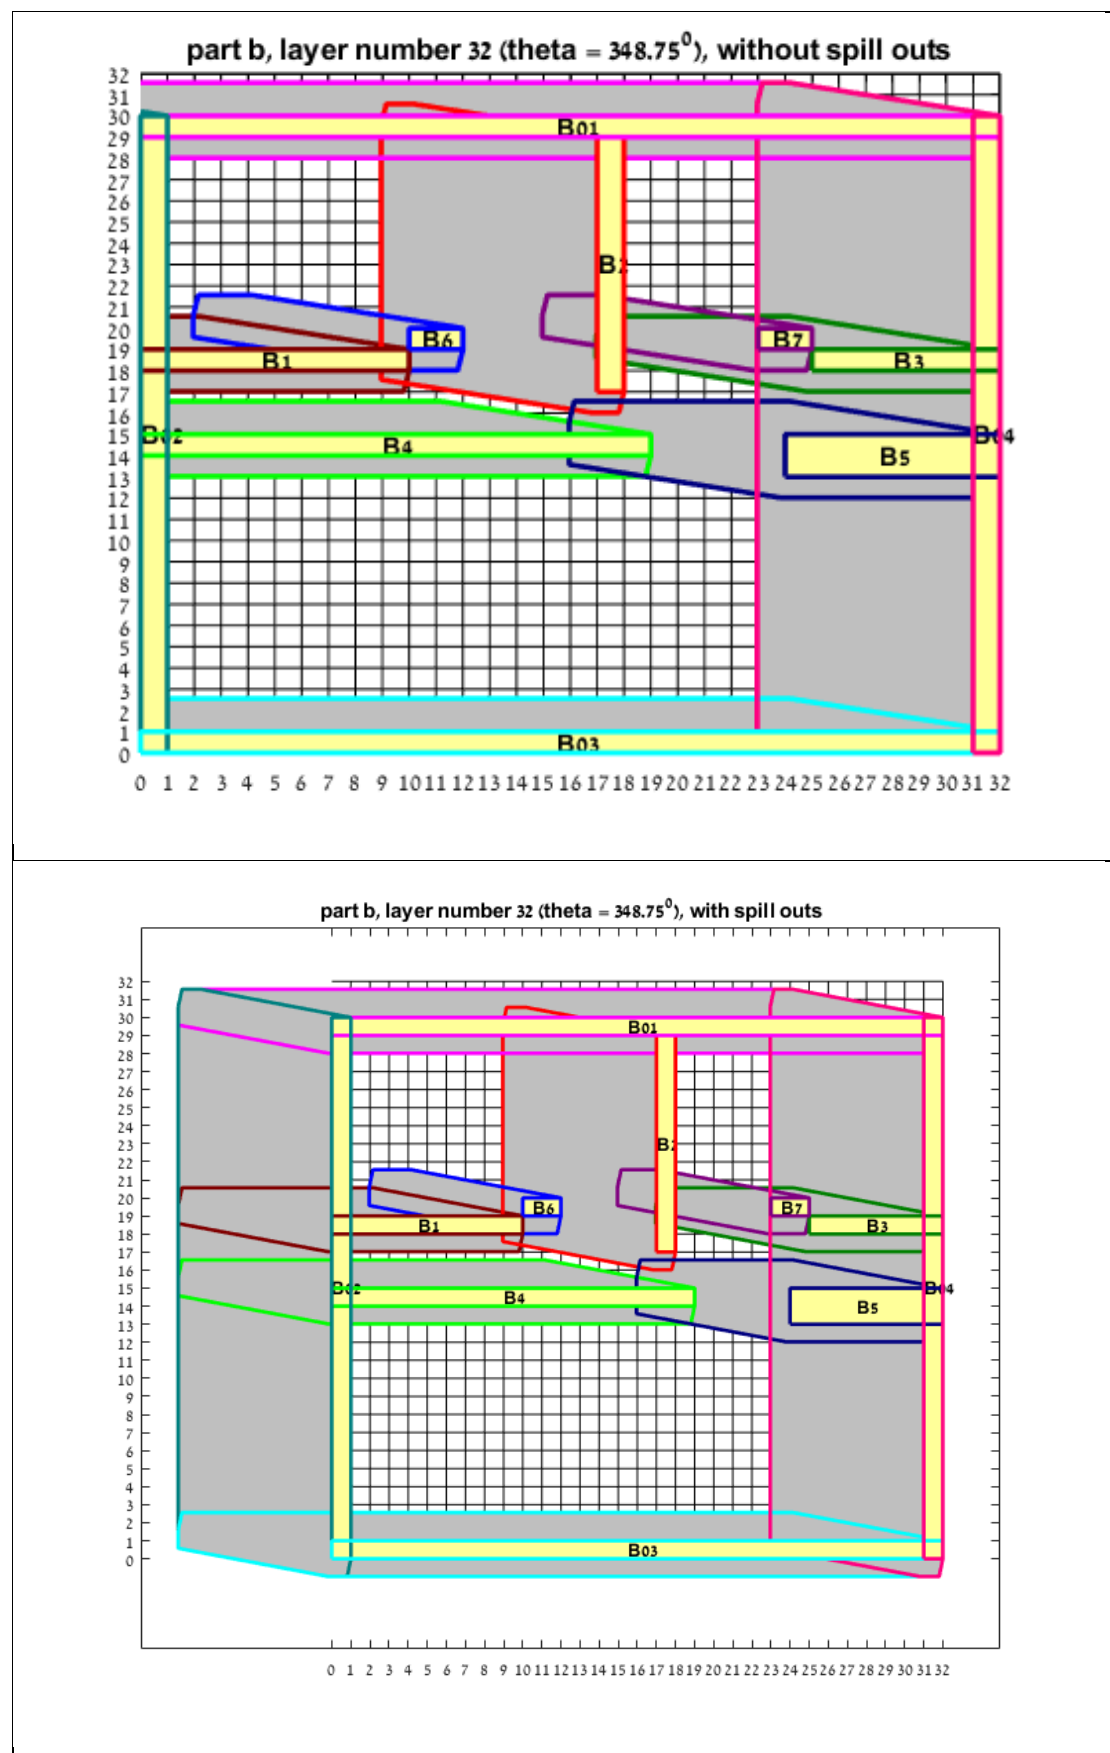 part b, layer number 32 (theta = 348.75⁰), without spill outs
32
31
30
B01
29
28
27
26
25
24
23
B2
22
21
20
B6
B7
19
B1
B3
18
17
16
15
B02
B04
B4
14
B5
13
12
11
10
9
8
7
6
5
4
3
2
1
B03
0
0 1 2 3 4 5 6 7 8 9 10 11 12 13 14 15 16 17 18 19 20 21 22 23 24 25 26 27 28 29 30 31 32
part b, layer number 32 (theta = 348.75⁰), with spill outs
32
31
30
B01
29
28
27
26
25
24
23
B2
22
21
20
B6
B7
19
B1
B3
18
17
16
15
B02
B04
14
B4
B5
13
12
11
10
9
8
7
6
5
4
3
2
1
B03
0
0 1 2 3 4 5 6 7 8 9 10 11 12 13 14 15 16 17 18 19 20 21 22 23 24 25 26 27 28 29 30 31 32